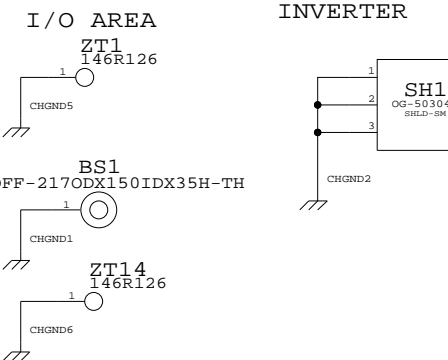 I/O AREA
ZT1
146R126
1
CHGND5
BS1
OFF-217ODX150IDX35H-TH
1
CHGND1
ZT14
146R126
1
CHGND6
INVERTER
1
SH1
2
OG-50304
SHLD-SM
3
CHGND2